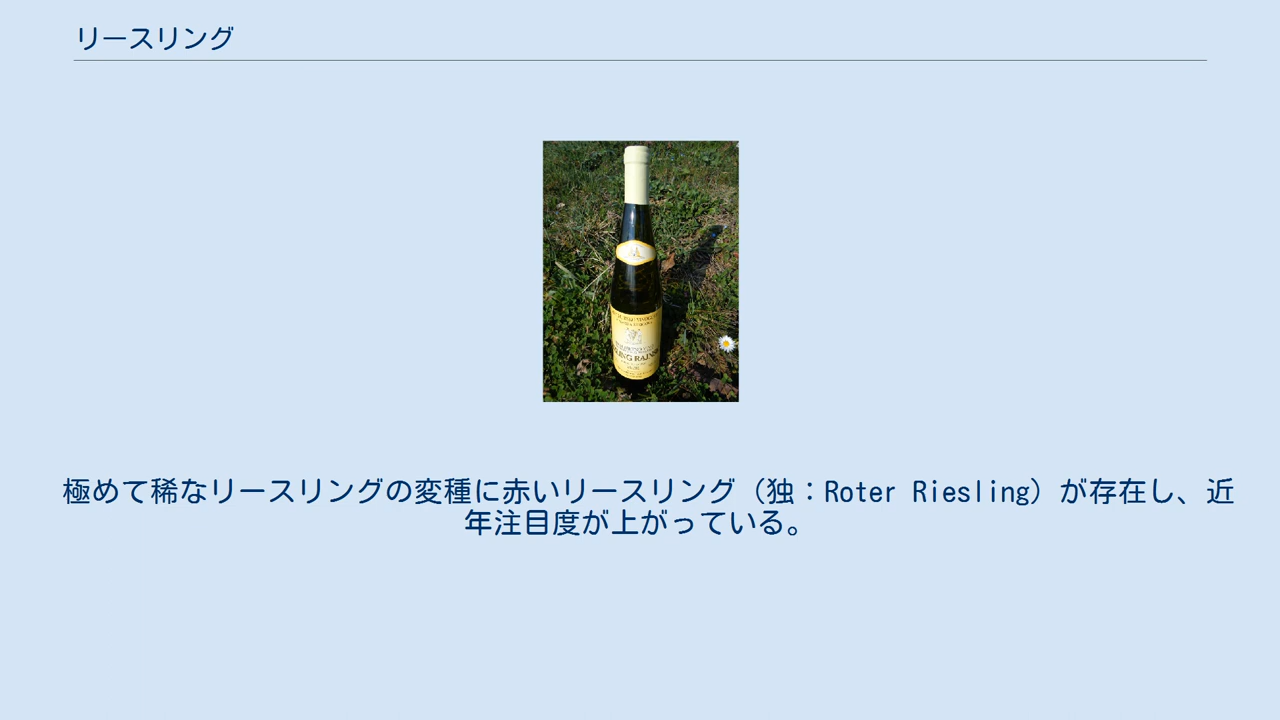 リースリング
極めて稀なリースリングの変種に赤いリースリング（独：Roter Riesling）が存在し、近
年注目度が上がっている。